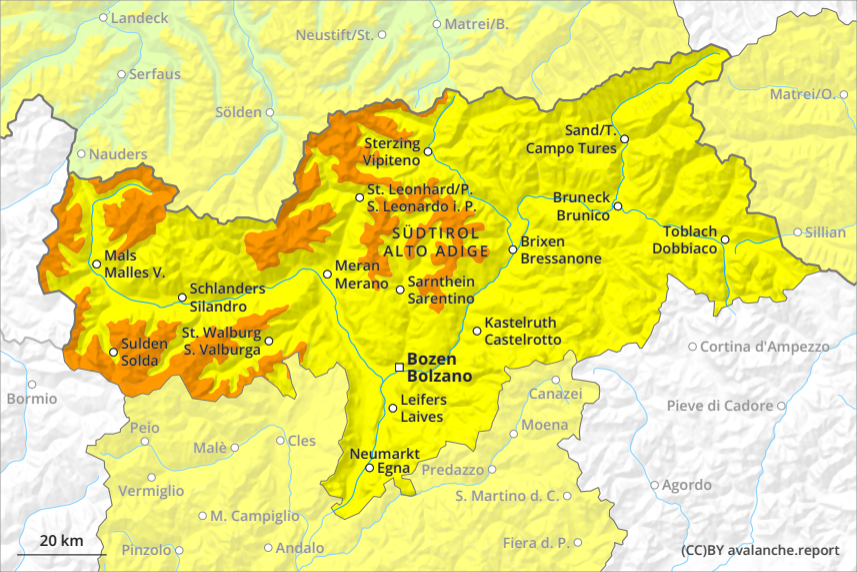 Landeck
Matrei/B.
Neustift/St.
Serfaus
Matrei/O.
Sölden
Sand/T.
Campo Tures
Sterzing
Vipiteno
Nauders
St. Leonhard/P.
S. Leonardo i. P.
Bruneck
Brunico
SÜDTIROL
ALTO ADIGE
Toblach
Dobbiaco
Sillian
Brixen
Bressanone
Mals
Malles V.
Meran
Merano
Sarnthein
Sarentino
Schlanders
Silandro
Kastelruth
Castelrotto
St. Walburg
S. Valburga
Sulden
Solda
Cortina d'Ampezzo
Bozen
Bolzano
Bormio
Canazei
Leifers
Laives
Pieve di Cadore
Peio
Moena
Malè
Cles
Neumarkt
Egna
Predazzo
Vermiglio
Agordo
S. Martino d. C.
M. Campiglio
20 km
Pinzolo
Andalo
Fiera d. P.
(CC)BY avalanche.report